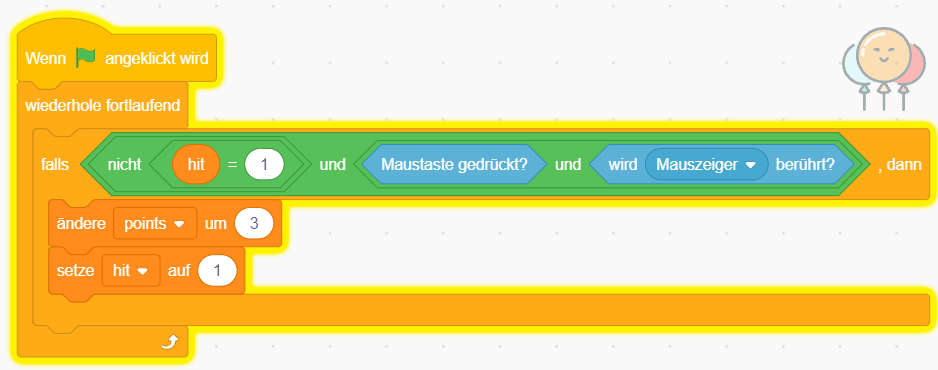 Wenn angeklickt wird
wiederhole fortlaufend
falls nicht hit = 1 und Maustaste gedrückt? und wird Mauszeiger berührt? , dann
ändere points um 3
setze hit auf 1